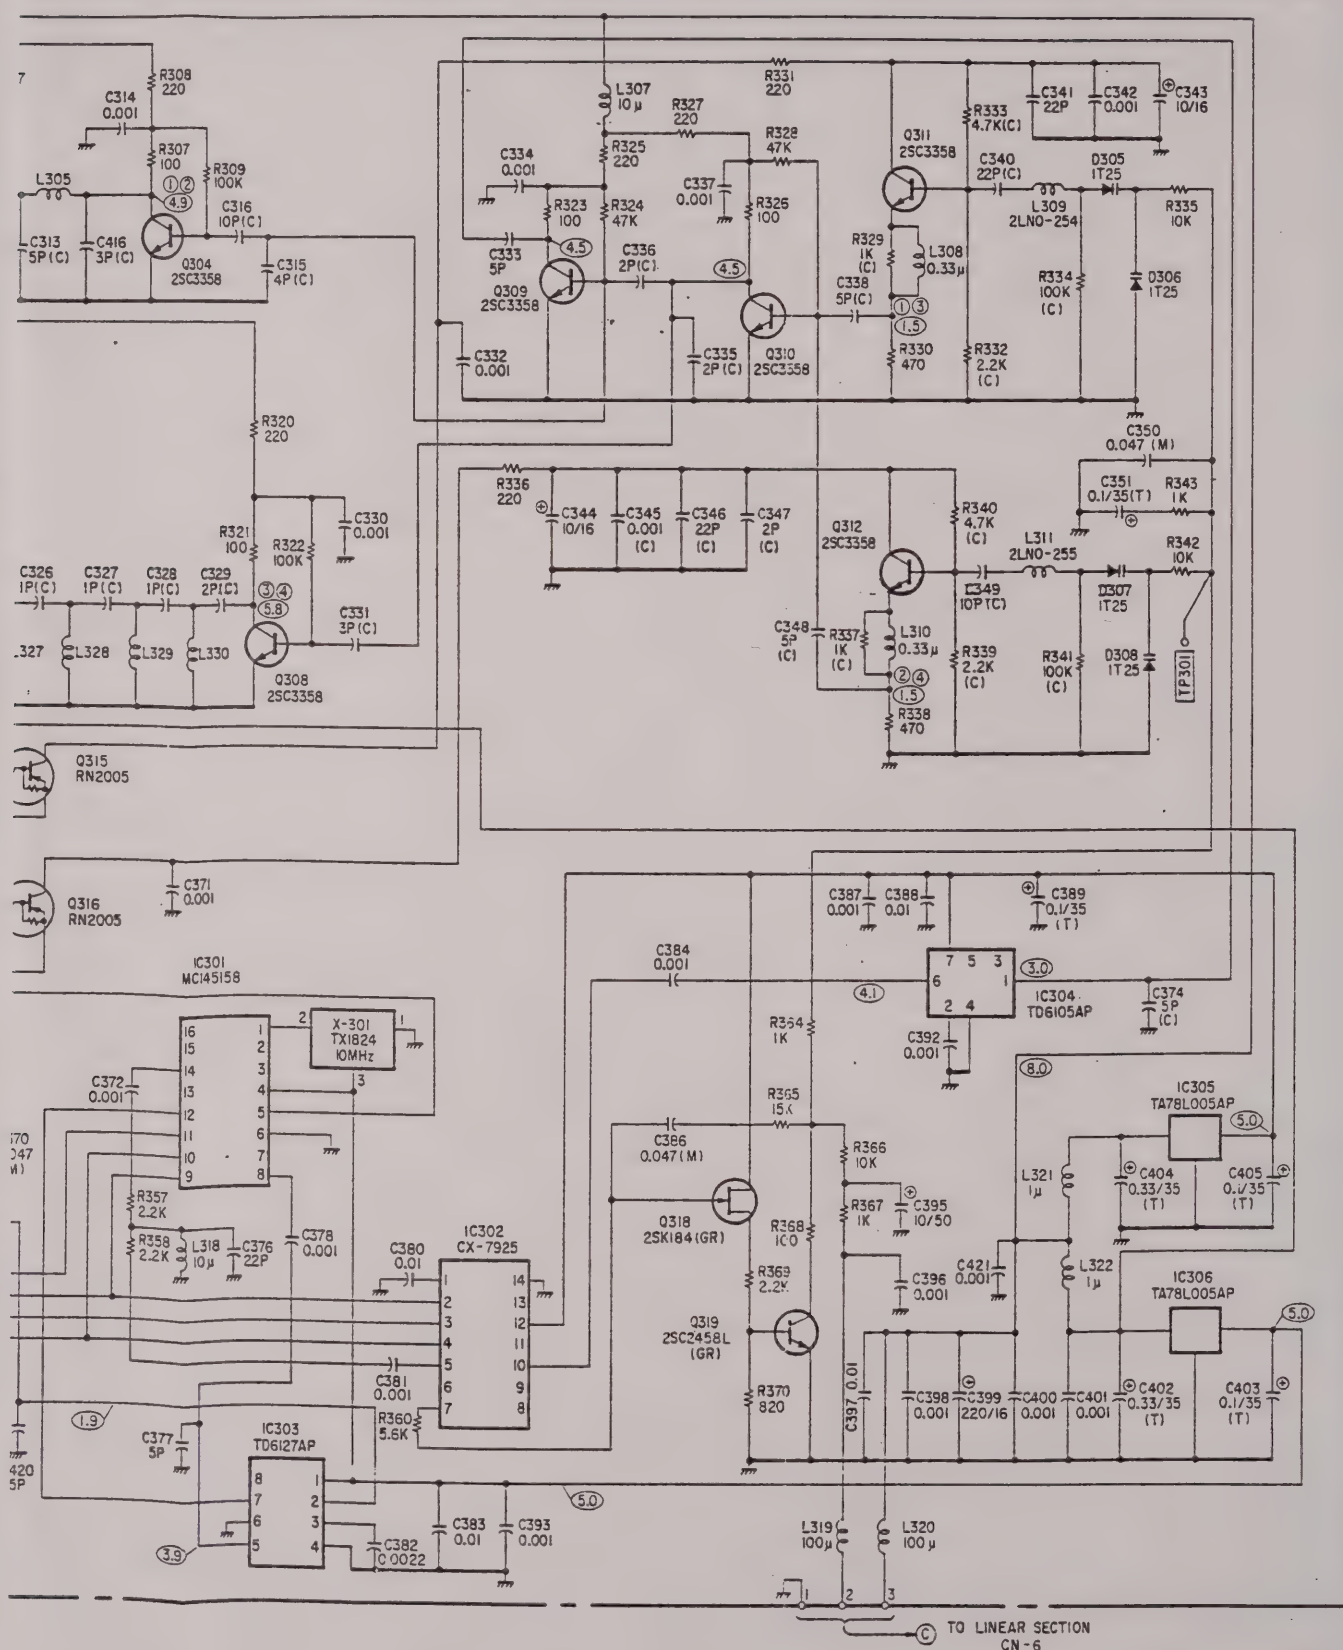 7
R308
220
C314
0.001
R307
100
R309
100K
L305
① ②
4.9
C316
10P(C)
C313
5P(C)
C416
3P(C)
Q304
2SC3358
C315
4P(C)
L307
10μ
R327
220
R331
220
R325
220
R328
47K
C334
0.001
R323
100
R324
47K
C337
0.001
R326
100
4.5
C333
5P
C336
2P(C)
4.5
Q309
2SC3358
C332
0.001
C335
2P(C)
Q310
2SC3358
C338
5P(C)
Q311
2SC3358
R333
4.7K(C)
C341
22P
C342
0.001
C343
10/16
C340
22P(C)
D305
1T25
L309
2LNO-254
R335
10K
R329
1K
(C)
L308
0.33μ
R334
100K
(C)
D306
1T25
① ③
1.5
R330
470
R332
2.2K
(C)
R320
220
C350
0.047 (M)
C351
0.1/35(T)
R343
1K
R336
220
C344
10/16
C345
0.001
(C)
C346
22P
(C)
C347
2P
(C)
Q312
2SC3358
R340
4.7K
(C)
L311
2LNO-255
R342
10K
R321
100
R322
100K
C330
0.001
C326
1P(C)
C327
1P(C)
C328
1P(C)
C329
2P(C)
③ ④
5.8
C331
3P(C)
C349
10P(C)
D307
1T25
C348
5P
(C)
R337
1K
(C)
L310
0.33μ
R339
2.2K
(C)
R341
100K
(C)
D308
1T25
TP301
.327
L328
L329
L330
Q308
2SC3358
② ④
1.5
R338
470
Q315
RN2005
Q316
RN2005
C371
0.001
C387
0.001
C388
0.01
C389
0.1/35
(T)
IC301
MC145158
C384
0.001
7 5 3
6 1
2 4
4.1
3.0
IC304
TD6105AP
C374
5P
(C)
16
15
14
13
12
11
10
9
1
2
3
4
5
6
7
8
2
X-301
TX1824
10MHz
1
3
C372
0.001
R364
1K
C392
0.001
8.0
IC305
TA78L005AP
5.0
R365
15K
C386
0.047(M)
R366
10K
370
047
M)
R357
2.2K
R358
2.2K
L318
10μ
C376
22P
C378
0.001
C380
0.01
IC302
CX-7925
1
2
3
4
5
6
7
14
13
12
11
10
9
8
Q318
2SK184(GR)
R368
100
R367
1K
C395
10/50
L321
1μ
C404
0.33/35
(T)
C405
0.1/35
(T)
R369
2.2K
C396
0.001
C421
0.001
L322
1μ
IC306
TA78L005AP
5.0
Q319
2SC2458L
(GR)
C381
0.001
R360
5.6K
R370
820
C397 0.01
C398
0.001
C399
220/16
C400
0.001
C401
0.001
C402
0.33/35
(T)
C403
0.1/35
(T)
1.9
C377
5P
420
5P
IC303
TD6127AP
8
7
6
5
1
2
3
4
3.9
C382
0.0022
C383
0.01
C393
0.001
5.0
L319
100μ
L320
100μ
1 2 3
C TO LINEAR SECTION
CN-6